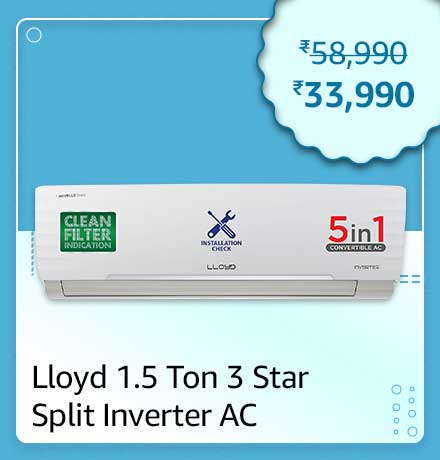 ₹58,990
₹33,990
CLEAN
FILTER
INDICATION
INSTALLATION
CHECK
5in1
CONVERTIBLE AC
LLOYD
INVERTER
Lloyd 1.5 Ton 3 Star
Split Inverter AC